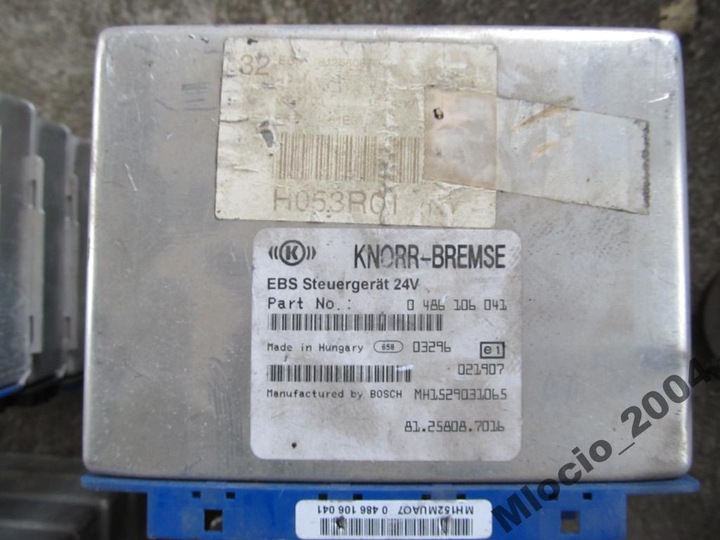 32
H053R01
K KNORR-BREMSE
EBS Steuergerät 24V
Part No.: 0 486 106 041
Made in Hungary 658 03296 e1
021907
Manufactured by BOSCH MH1529031065
81.25808.7016
MH152MUA07 0 486 106 041
Mlocio_2004